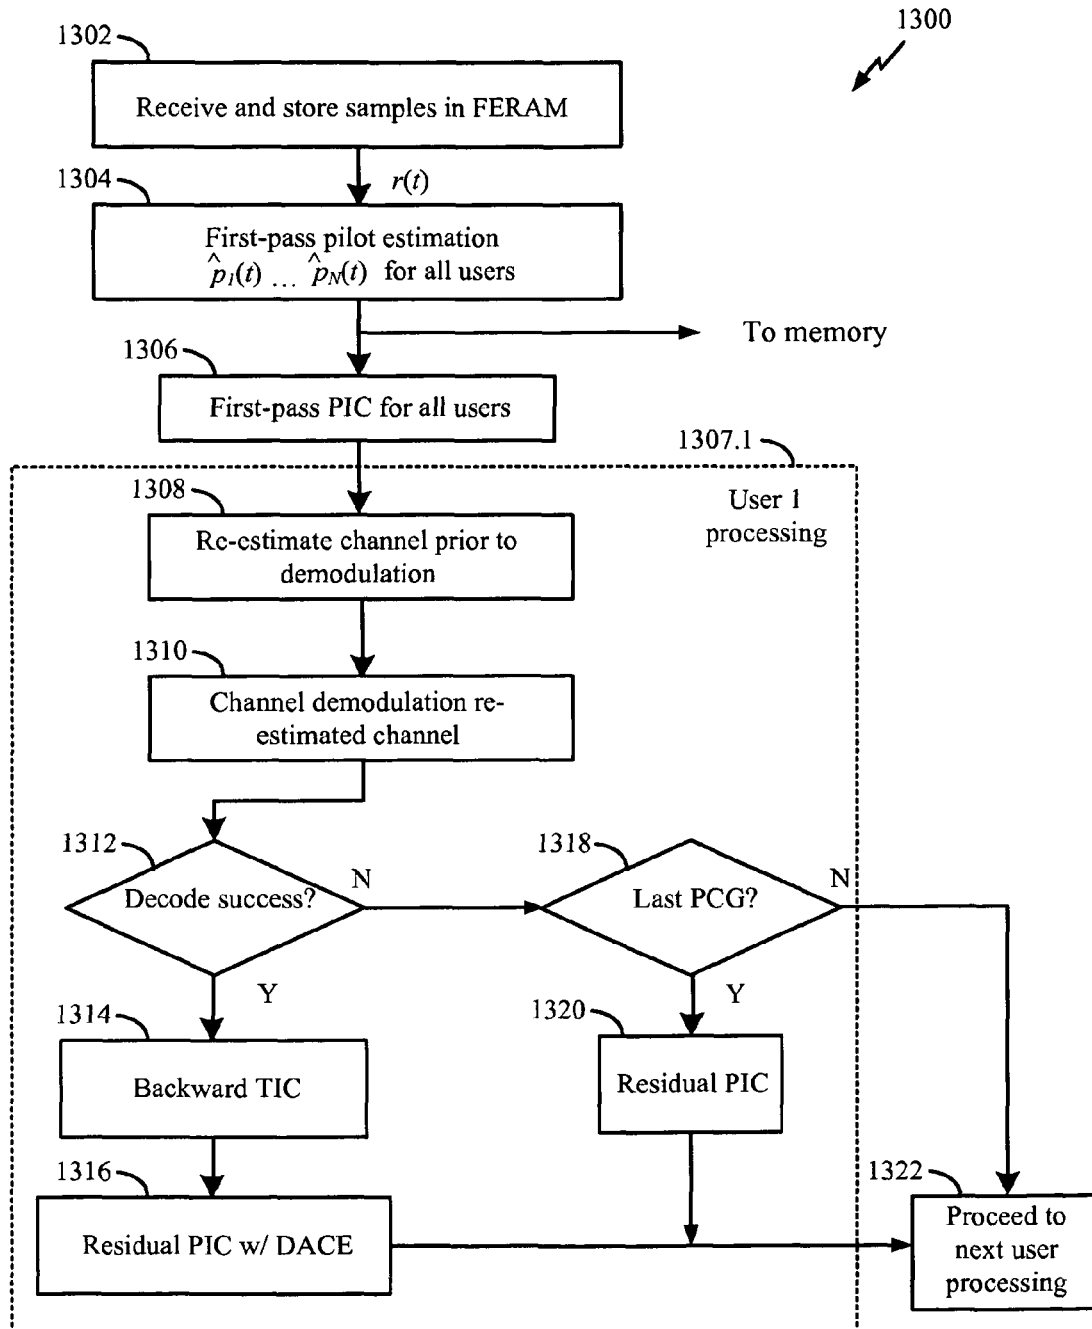 1300
1302
Receive and store samples in FERAM
r(t)
1304
First-pass pilot estimation
p̂₁(t) ... p̂_N(t) for all users
To memory
1306
First-pass PIC for all users
1307.1
User 1
processing
1308
Re-estimate channel prior to
demodulation
1310
Channel demodulation re-
estimated channel
1312
Decode success?
N
Y
1318
Last PCG?
N
Y
1314
Backward TIC
1320
Residual PIC
1316
Residual PIC w/ DACE
1322
Proceed to
next user
processing